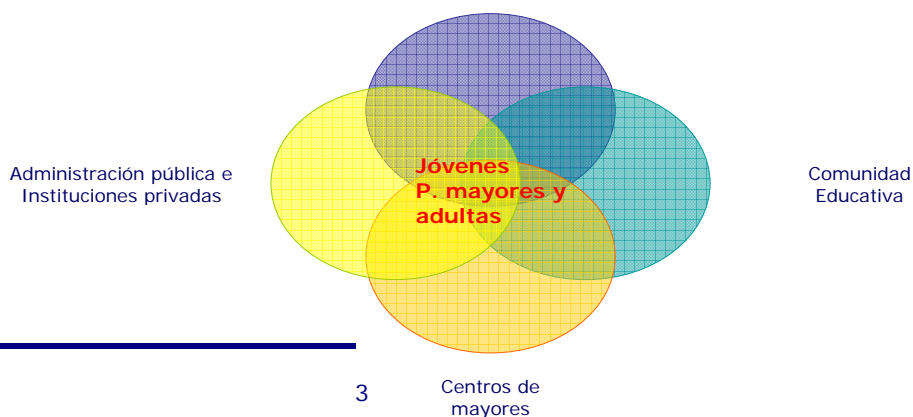 Jóvenes
P. mayores y
adultas
Administración pública e
Instituciones privadas
Comunidad
Educativa
3
Centros de
mayores